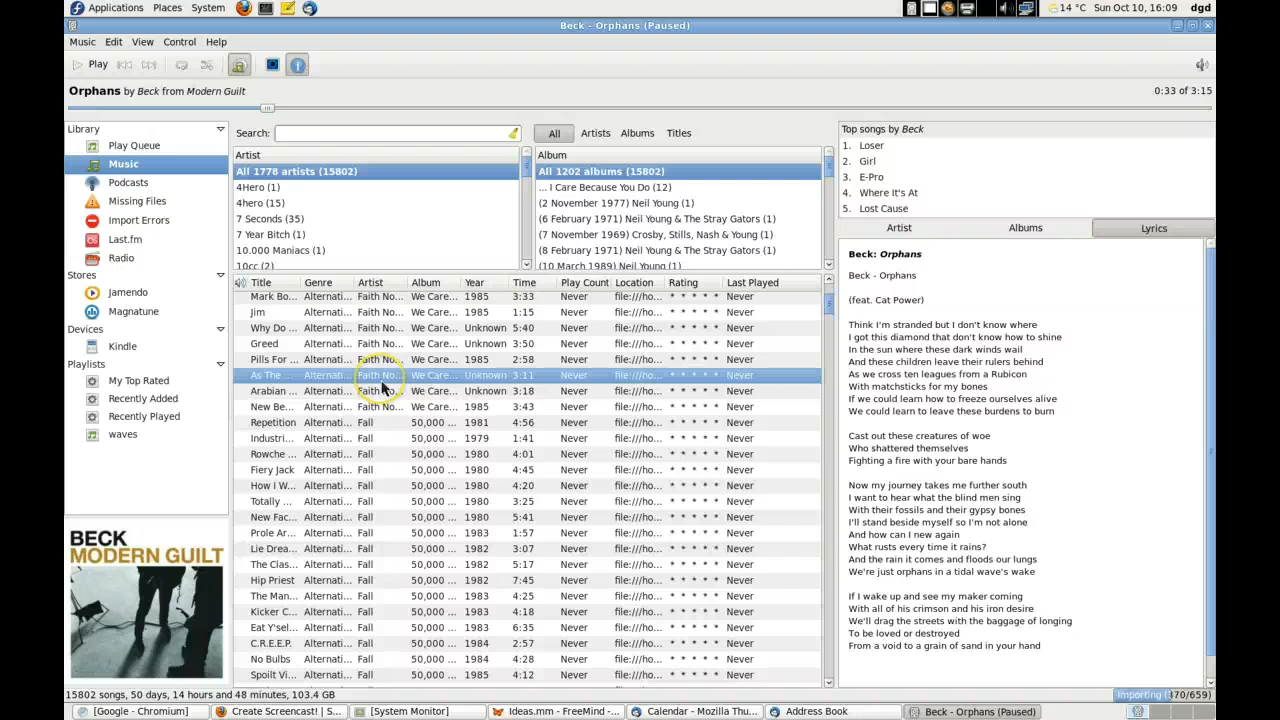 Applications Places System 14 °C Sun Oct 10, 16:09 dgd
Beck - Orphans (Paused)
Music Edit View Control Help
Play
Orphans by Beck from Modern Guilt 0:33 of 3:15
Library
Play Queue
Music
Podcasts
Missing Files
Import Errors
Last.fm
Radio
Stores
Jamendo
Magnatune
Devices
Kindle
Playlists
My Top Rated
Recently Added
Recently Played
waves
BECK
MODERN GUILT
Search: All Artists Albums Titles
Artist
All 1778 artists (15802)
4Hero (1)
4hero (15)
7 Seconds (35)
7 Year Bitch (1)
10.000 Maniacs (1)
10cc (2)
Album
All 1202 albums (15802)
... I Care Because You Do (12)
(2 November 1977) Neil Young (1)
(6 February 1971) Neil Young & The Stray Gators (1)
(7 November 1969) Crosby, Stills, Nash & Young (1)
(8 February 1971) Neil Young & The Stray Gators (1)
(10 March 1989) Neil Young (1)
Title Genre Artist Album Year Time Play Count Location Rating Last Played
Mark Bo... Alternati... Faith No... We Care... 1985 3:33 Never file:///ho... Never
Jim Alternati... Faith No... We Care... 1985 1:15 Never file:///ho... Never
Why Do ... Alternati... Faith No... We Care... Unknown 5:40 Never file:///ho... Never
Greed Alternati... Faith No... We Care... Unknown 3:50 Never file:///ho... Never
Pills For ... Alternati... Faith No... We Care... 1985 2:58 Never file:///ho... Never
As The ... Alternati... Faith No... We Care... Unknown 3:11 Never file:///ho... Never
Arabian ... Alternati... Faith No... We Care... Unknown 3:18 Never file:///ho... Never
New Be... Alternati... Faith No... We Care... 1985 3:43 Never file:///ho... Never
Repetition Alternati... Fall 50,000 ... 1981 4:56 Never file:///ho... Never
Industri... Alternati... Fall 50,000 ... 1979 1:41 Never file:///ho... Never
Rowche ... Alternati... Fall 50,000 ... 1980 4:01 Never file:///ho... Never
Fiery Jack Alternati... Fall 50,000 ... 1980 4:45 Never file:///ho... Never
How I W... Alternati... Fall 50,000 ... 1980 4:20 Never file:///ho... Never
Totally ... Alternati... Fall 50,000 ... 1980 3:25 Never file:///ho... Never
New Fac... Alternati... Fall 50,000 ... 1980 5:41 Never file:///ho... Never
Prole Ar... Alternati... Fall 50,000 ... 1983 1:57 Never file:///ho... Never
Lie Drea... Alternati... Fall 50,000 ... 1982 3:07 Never file:///ho... Never
The Clas... Alternati... Fall 50,000 ... 1982 5:17 Never file:///ho... Never
Hip Priest Alternati... Fall 50,000 ... 1982 7:45 Never file:///ho... Never
The Man... Alternati... Fall 50,000 ... 1983 4:25 Never file:///ho... Never
Kicker C... Alternati... Fall 50,000 ... 1983 4:18 Never file:///ho... Never
Eat Y'sel... Alternati... Fall 50,000 ... 1983 6:35 Never file:///ho... Never
C.R.E.E.P. Alternati... Fall 50,000 ... 1984 2:57 Never file:///ho... Never
No Bulbs Alternati... Fall 50,000 ... 1984 4:28 Never file:///ho... Never
Spoilt Vi... Alternati... Fall 50,000 ... 1984 4:12 Never file:///ho... Never
Top songs by Beck
1. Loser
2. Girl
3. E-Pro
4. Where It's At
5. Lost Cause
Artist Albums Lyrics
Beck: Orphans
Beck - Orphans
(feat. Cat Power)
Think I'm stranded but I don't know where
I got this diamond that don't know how to shine
In the sun where these dark winds wail
And these children leave their rulers behind
As we cross ten leagues from a Rubicon
With matchsticks for my bones
If we could learn how to freeze ourselves alive
We could learn to leave these burdens to burn
Cast out these creatures of woe
Who shattered themselves
Fighting a fire with your bare hands
Now my journey takes me further south
I want to hear what the blind men sing
With their fossils and their gypsy bones
I'll stand beside myself so I'm not alone
And how can I new again
What rusts every time it rains?
And the rain it comes and floods our lungs
We're just orphans in a tidal wave's wake
If I wake up and see my maker coming
With all of his crimson and his iron desire
We'll drag the streets with the baggage of longing
To be loved or destroyed
From a void to a grain of sand in your hand
15802 songs, 50 days, 14 hours and 48 minutes, 103.4 GB Importing (370/659)
[Google - Chromium] Create Screencast! | S... [System Monitor] Ideas.mm - FreeMind -... Calendar - Mozilla Thu... Address Book Beck - Orphans (Paused)